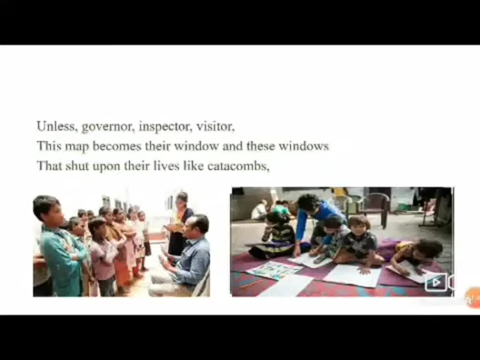 Unless, governor, inspector, visitor,
This map becomes their window and these windows
That shut upon their lives like catacombs,